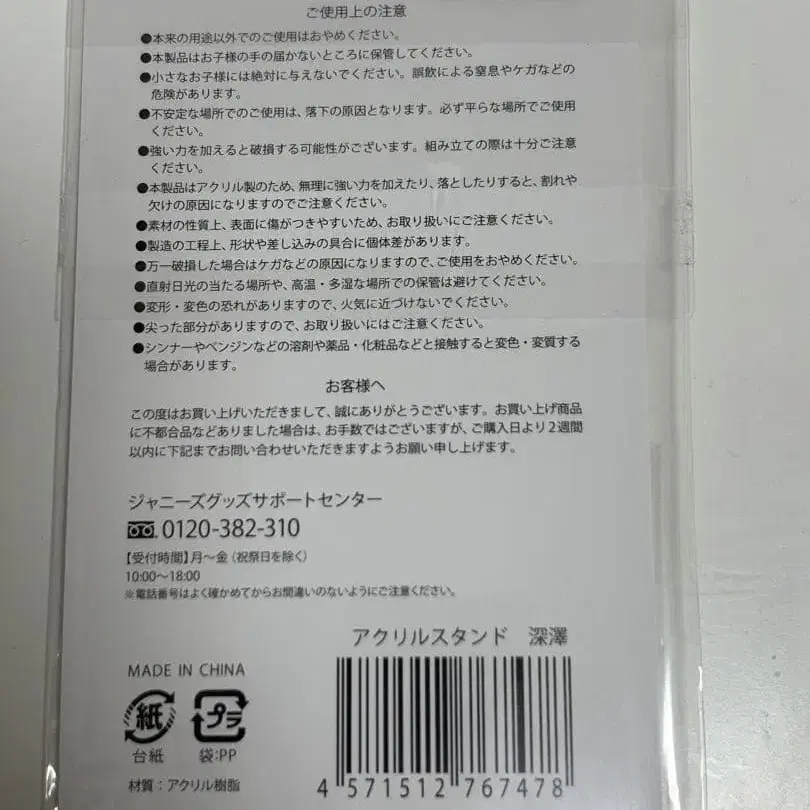 ご使用上の注意
●本来の用途以外でのご使用はおやめください。
●本製品はお子様の手の届かないところに保管してください。
●小さなお子様には絶対に与えないでください。誤飲による窒息やケガなどの
危険があります。
●不安定な場所でのご使用は、落下の原因となります。必ず平らな場所でご使用
ください。
●強い力を加えると破損する可能性がございます。組み立ての際は十分ご注意
ください。
●本製品はアクリル製のため、無理に強い力を加えたり、落としたりすると、割れや
欠けの原因になりますのでご注意ください。
●素材の性質上、表面に傷がつきやすいため、お取り扱いにご注意ください。
●製造の工程上、形状や差し込みの具合に個体差があります。
●万一破損した場合はケガなどの原因になりますので、ご使用をおやめください。
●直射日光の当たる場所や、高温・多湿な場所での保管は避けてください。
●変形・変色の恐れがありますので、火気に近づけないでください。
●尖った部分がありますので、お取り扱いにはご注意ください。
●シンナーやベンジンなどの溶剤や薬品・化粧品などと接触すると変色・変質する
場合があります。
お客様へ
この度はお買い上げいただきまして、誠にありがとうございます。お買い上げ商品
に不都合品などありました場合は、お手数ではございますが、ご購入日より2週間
以内に下記までお問い合わせいただきますようお願い申し上げます。
ジャニーズグッズサポートセンター
0120-382-310
【受付時間】月〜金（祝祭日を除く）
10:00〜18:00
※電話番号はよく確かめてからお間違いのないようにご注意ください。
アクリルスタンド 深澤
MADE IN CHINA
紙 プラ
台紙 袋:PP
材質：アクリル樹脂
4 571512 767478